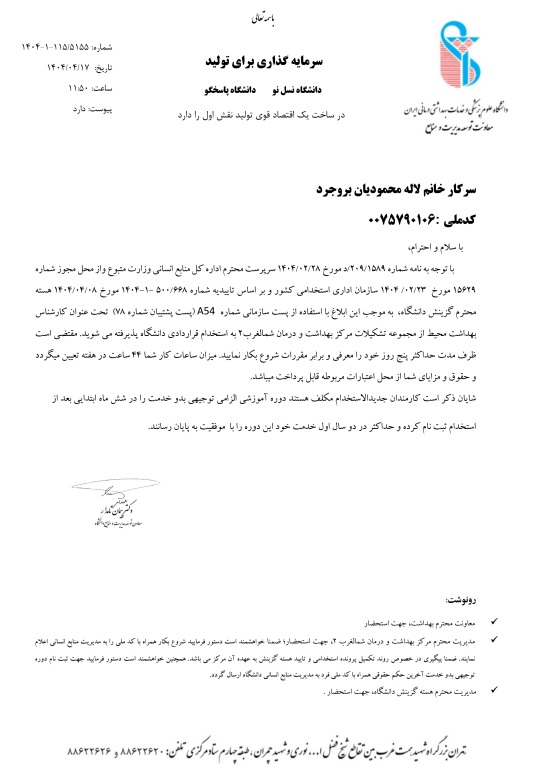 باسمه تعالی
شماره: ۱۴۰۴-۱-۱۱۵/۵۱۵۵
تاریخ: ۱۴۰۴/۰۴/۱۷
ساعت: ۱۱:۵۰
پیوست: دارد
سرمایه گذاری برای تولید
دانشگاه نسل نو دانشگاه پاسخگو
در ساخت یک اقتصاد قوی تولید نقش اول را دارد
دانشگاه علوم پزشکی و خدمات بهداشتی درمانی ایران
معاونت توسعه مدیریت و منابع
سرکار خانم لاله محمودیان بروجرد
کدملی :۰۰۷۵۷۹۰۱۰۶
با سلام و احترام،
با توجه به نامه شماره ۲۰۹/۱۵۸۹/د مورخ ۱۴۰۴/۰۲/۲۸ سرپرست محترم اداره کل منابع انسانی وزارت متبوع و از محل مجوز شماره
۱۵۶۲۹ مورخ ۰۲/۲۳/ ۱۴۰۴ سازمان اداری استخدامی کشور و بر اساس تاییدیه شماره ۵۰۰/۶۶۸ -۱-۱۴۰۴ مورخ ۱۴۰۴/۰۴/۰۸ هسته
محترم گزینش دانشگاه، به موجب این ابلاغ با استفاده از پست سازمانی شماره A54 (پست پشتیبان شماره ۷۸) تحت عنوان کارشناس
بهداشت محیط از مجموعه تشکیلات مرکز بهداشت و درمان شمالغرب۲ به استخدام قراردادی دانشگاه پذیرفته می شوید. مقتضی است
ظرف مدت حداکثر پنج روز خود را معرفی و برابر مقررات شروع بکار نمایید. میزان ساعات کار شما ۴۴ ساعت در هفته تعیین میگردد
و حقوق و مزایای شما از محل اعتبارات مربوطه قابل پرداخت میباشد.
شایان ذکر است کارمندان جدیدالاستخدام مکلف هستند دوره آموزشی الزامی توجیهی بدو خدمت را در شش ماه ابتدایی بعد از
استخدام ثبت نام کرده و حداکثر در دو سال اول خدمت خود این دوره را با موفقیت به پایان رسانند.
دکتر پیمان نامدار
معاون توسعه مدیریت و منابع دانشگاه
رونوشت:
✓ معاونت محترم بهداشت، جهت استحضار
✓ مدیریت محترم مرکز بهداشت و درمان شمالغرب ۲، جهت استحضار؛ ضمنا خواهشمند است دستور فرمایید شروع بکار همراه با کد ملی را به مدیریت منابع انسانی اعلام
نمایند. ضمنا پیگیری در خصوص روند تکمیل پرونده استخدامی و تایید هسته گزینش به عهده آن مرکز می باشد. همچنین خواهشمند است دستور فرمایید جهت ثبت نام دوره
توجیهی بدو خدمت آخرین حکم حقوقی همراه با کد ملی فرد به مدیریت منابع انسانی دانشگاه ارسال گردد.
✓ مدیریت محترم هسته گزینش دانشگاه، جهت استحضار .
تهران بزرگراه شهید همت غرب بین تقاطع شیخ فضل ا... نوری و شهید چمران، طبقه چهارم ستاد مرکزی تلفن: ۸۸۶۲۲۶۲۰ و ۸۸۶۲۲۶۲۶